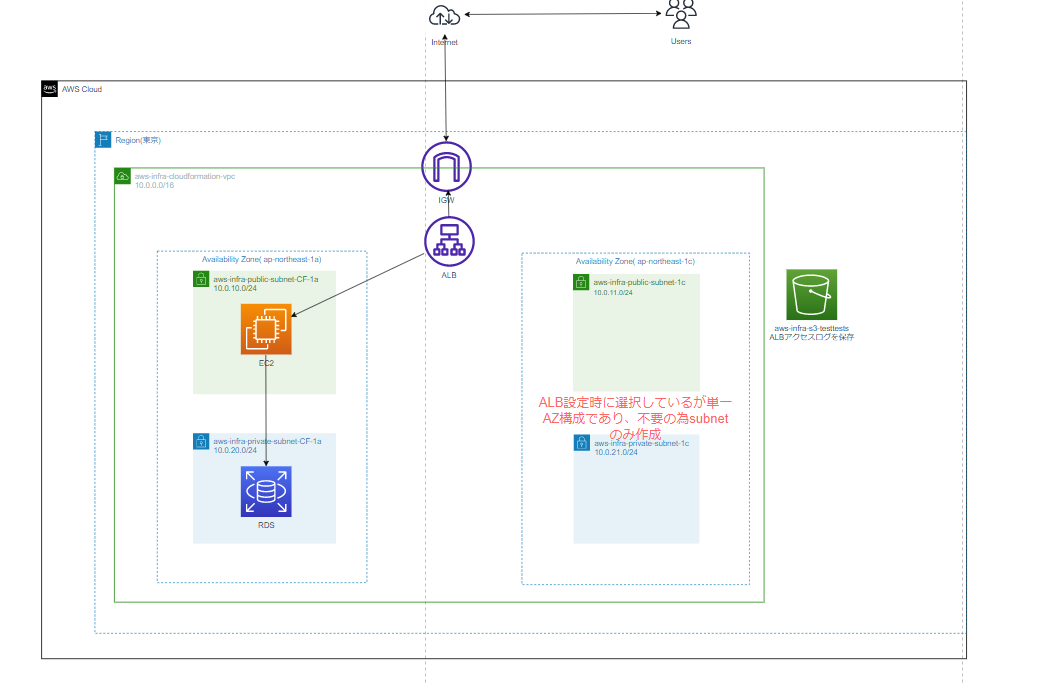 Internet
Users
aws
AWS Cloud
Region(東京)
aws-infra-cloudformation-vpc
10.0.0.0/16
IGW
ALB
Availability Zone( ap-northeast-1a)
aws-infra-public-subnet-CF-1a
10.0.10.0/24
EC2
aws-infra-private-subnet-CF-1a
10.0.20.0/24
RDS
Availability Zone( ap-northeast-1c)
aws-infra-public-subnet-1c
10.0.11.0/24
ALB設定時に選択しているが単一
AZ構成であり、不要の為subnet
のみ作成
aws-infra-private-subnet-1c
10.0.21.0/24
aws-infra-s3-testtests
ALBアクセスログを保存